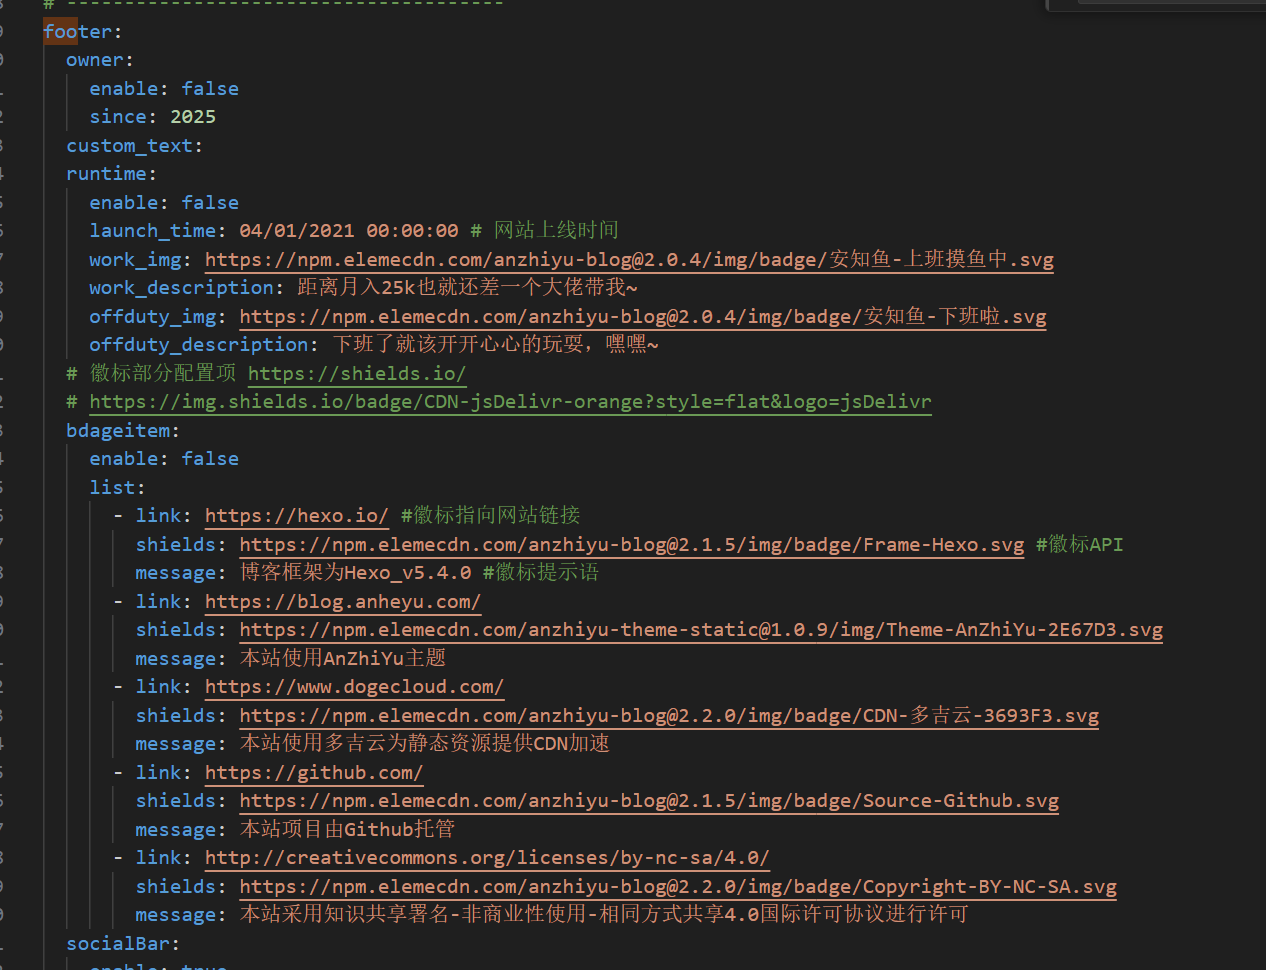 # --------------------------------------
footer:
  owner:
    enable: false
    since: 2025
  custom_text:
  runtime:
    enable: false
    launch_time: 04/01/2021 00:00:00 # 网站上线时间
    work_img: https://npm.elemecdn.com/anzhiyu-blog@2.0.4/img/badge/安知鱼-上班摸鱼中.svg
    work_description: 距离月入25k也就还差一个大佬带我~
    offduty_img: https://npm.elemecdn.com/anzhiyu-blog@2.0.4/img/badge/安知鱼-下班啦.svg
    offduty_description: 下班了就该开开心心的玩耍，嘿嘿~
  # 徽标部分配置项 https://shields.io/
  # https://img.shields.io/badge/CDN-jsDelivr-orange?style=flat&logo=jsDelivr
  bdageitem:
    enable: false
    list:
      - link: https://hexo.io/ #徽标指向网站链接
        shields: https://npm.elemecdn.com/anzhiyu-blog@2.1.5/img/badge/Frame-Hexo.svg #徽标API
        message: 博客框架为Hexo_v5.4.0 #徽标提示语
      - link: https://blog.anheyu.com/
        shields: https://npm.elemecdn.com/anzhiyu-theme-static@1.0.9/img/Theme-AnZhiYu-2E67D3.svg
        message: 本站使用AnZhiYu主题
      - link: https://www.dogecloud.com/
        shields: https://npm.elemecdn.com/anzhiyu-blog@2.2.0/img/badge/CDN-多吉云-3693F3.svg
        message: 本站使用多吉云为静态资源提供CDN加速
      - link: https://github.com/
        shields: https://npm.elemecdn.com/anzhiyu-blog@2.1.5/img/badge/Source-Github.svg
        message: 本站项目由Github托管
      - link: http://creativecommons.org/licenses/by-nc-sa/4.0/
        shields: https://npm.elemecdn.com/anzhiyu-blog@2.2.0/img/badge/Copyright-BY-NC-SA.svg
        message: 本站采用知识共享署名-非商业性使用-相同方式共享4.0国际许可协议进行许可
  socialBar:
    enable: true